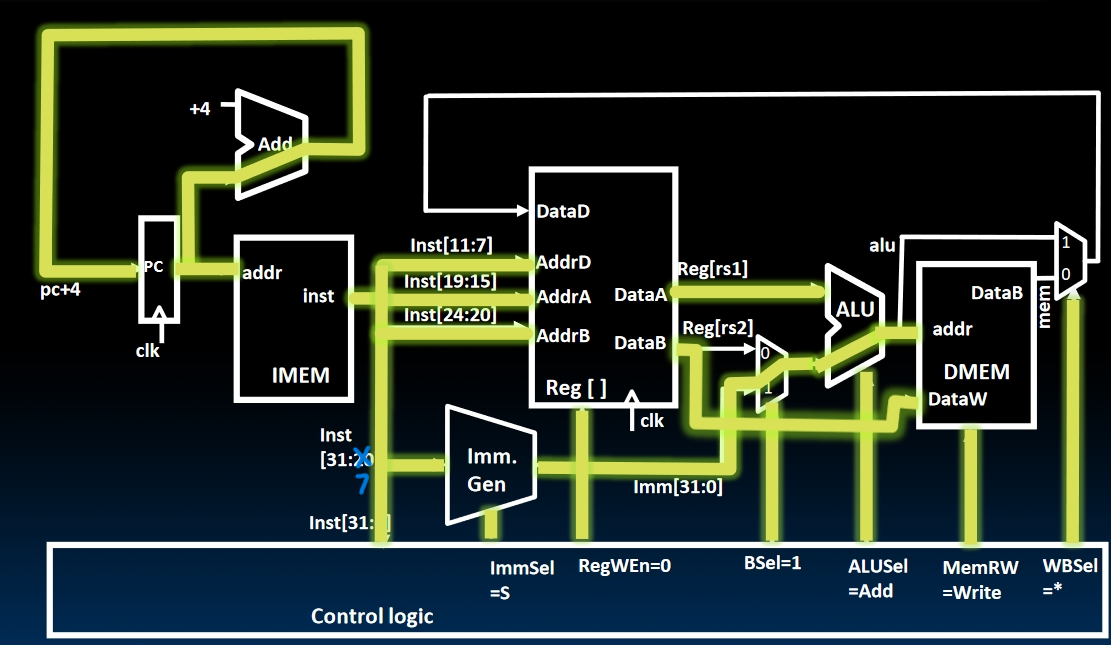 +4
Add
DataD
Inst[11:7]
AddrD
alu
1
PC
addr
Inst[19:15]
Reg[rs1]
0
pc+4
inst
AddrA
DataA
ALU
DataB
mem
Inst[24:20]
Reg[rs2]
addr
AddrB
DataB
0
clk
IMEM
Reg [ ]
1
DMEM
clk
DataW
Inst
[31:20
7
Imm.
Gen
Imm[31:0]
Inst[31:
ImmSel
=S
RegWEn=0
BSel=1
ALUSel
=Add
MemRW
=Write
WBSel
=*
Control logic